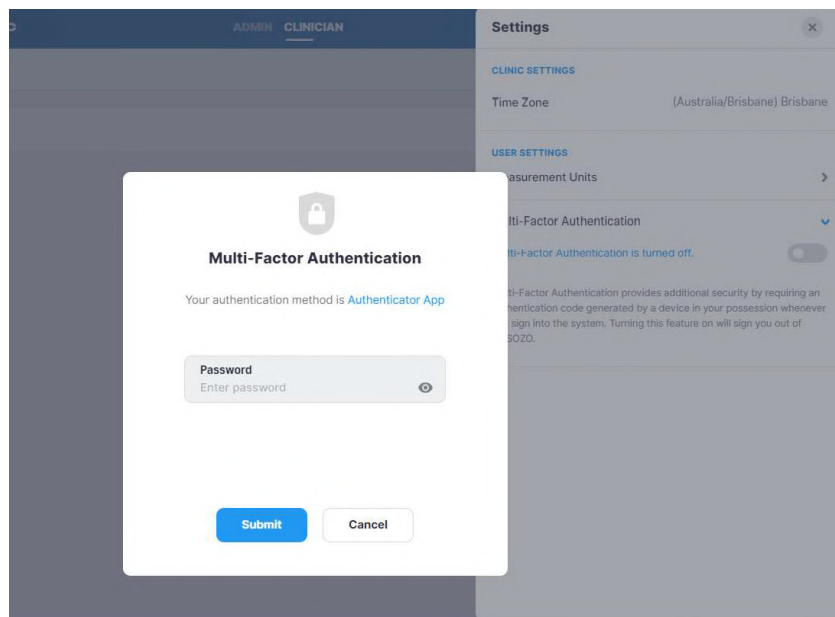 ADMIN CLINICIAN
Settings
CLINIC SETTINGS
Time Zone (Australia/Brisbane) Brisbane
USER SETTINGS
asurement Units
lti-Factor Authentication
lti-Factor Authentication is turned off.
ti-Factor Authentication provides additional security by requiring an
hentication code generated by a device in your possession whenever
sign into the system. Turning this feature on will sign you out of
SOZO.
Multi-Factor Authentication
Your authentication method is Authenticator App
Password
Enter password
Submit Cancel